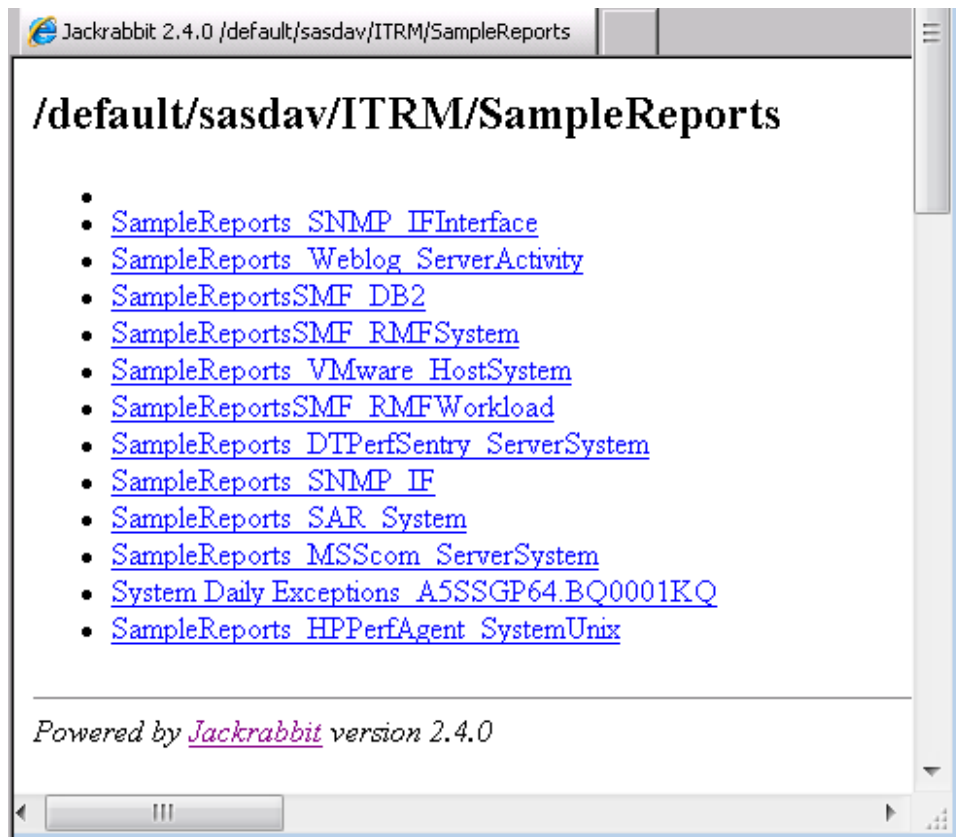 Jackrabbit 2.4.0 /default/sasdav/ITRM/SampleReports
/default/sasdav/ITRM/SampleReports
SampleReports_SNMP_IFInterface
SampleReports_Weblog_ServerActivity
SampleReportsSMF_DB2
SampleReportsSMF_RMFSystem
SampleReports_VMware_HostSystem
SampleReportsSMF_RMFWorkload
SampleReports_DTPerfSentry_ServerSystem
SampleReports_SNMP_IF
SampleReports_SAR_System
SampleReports_MSScom_ServerSystem
System Daily Exceptions_A5SSGP64.BQ0001KQ
SampleReports_HPPerfAgent_SystemUnix
Powered by Jackrabbit version 2.4.0